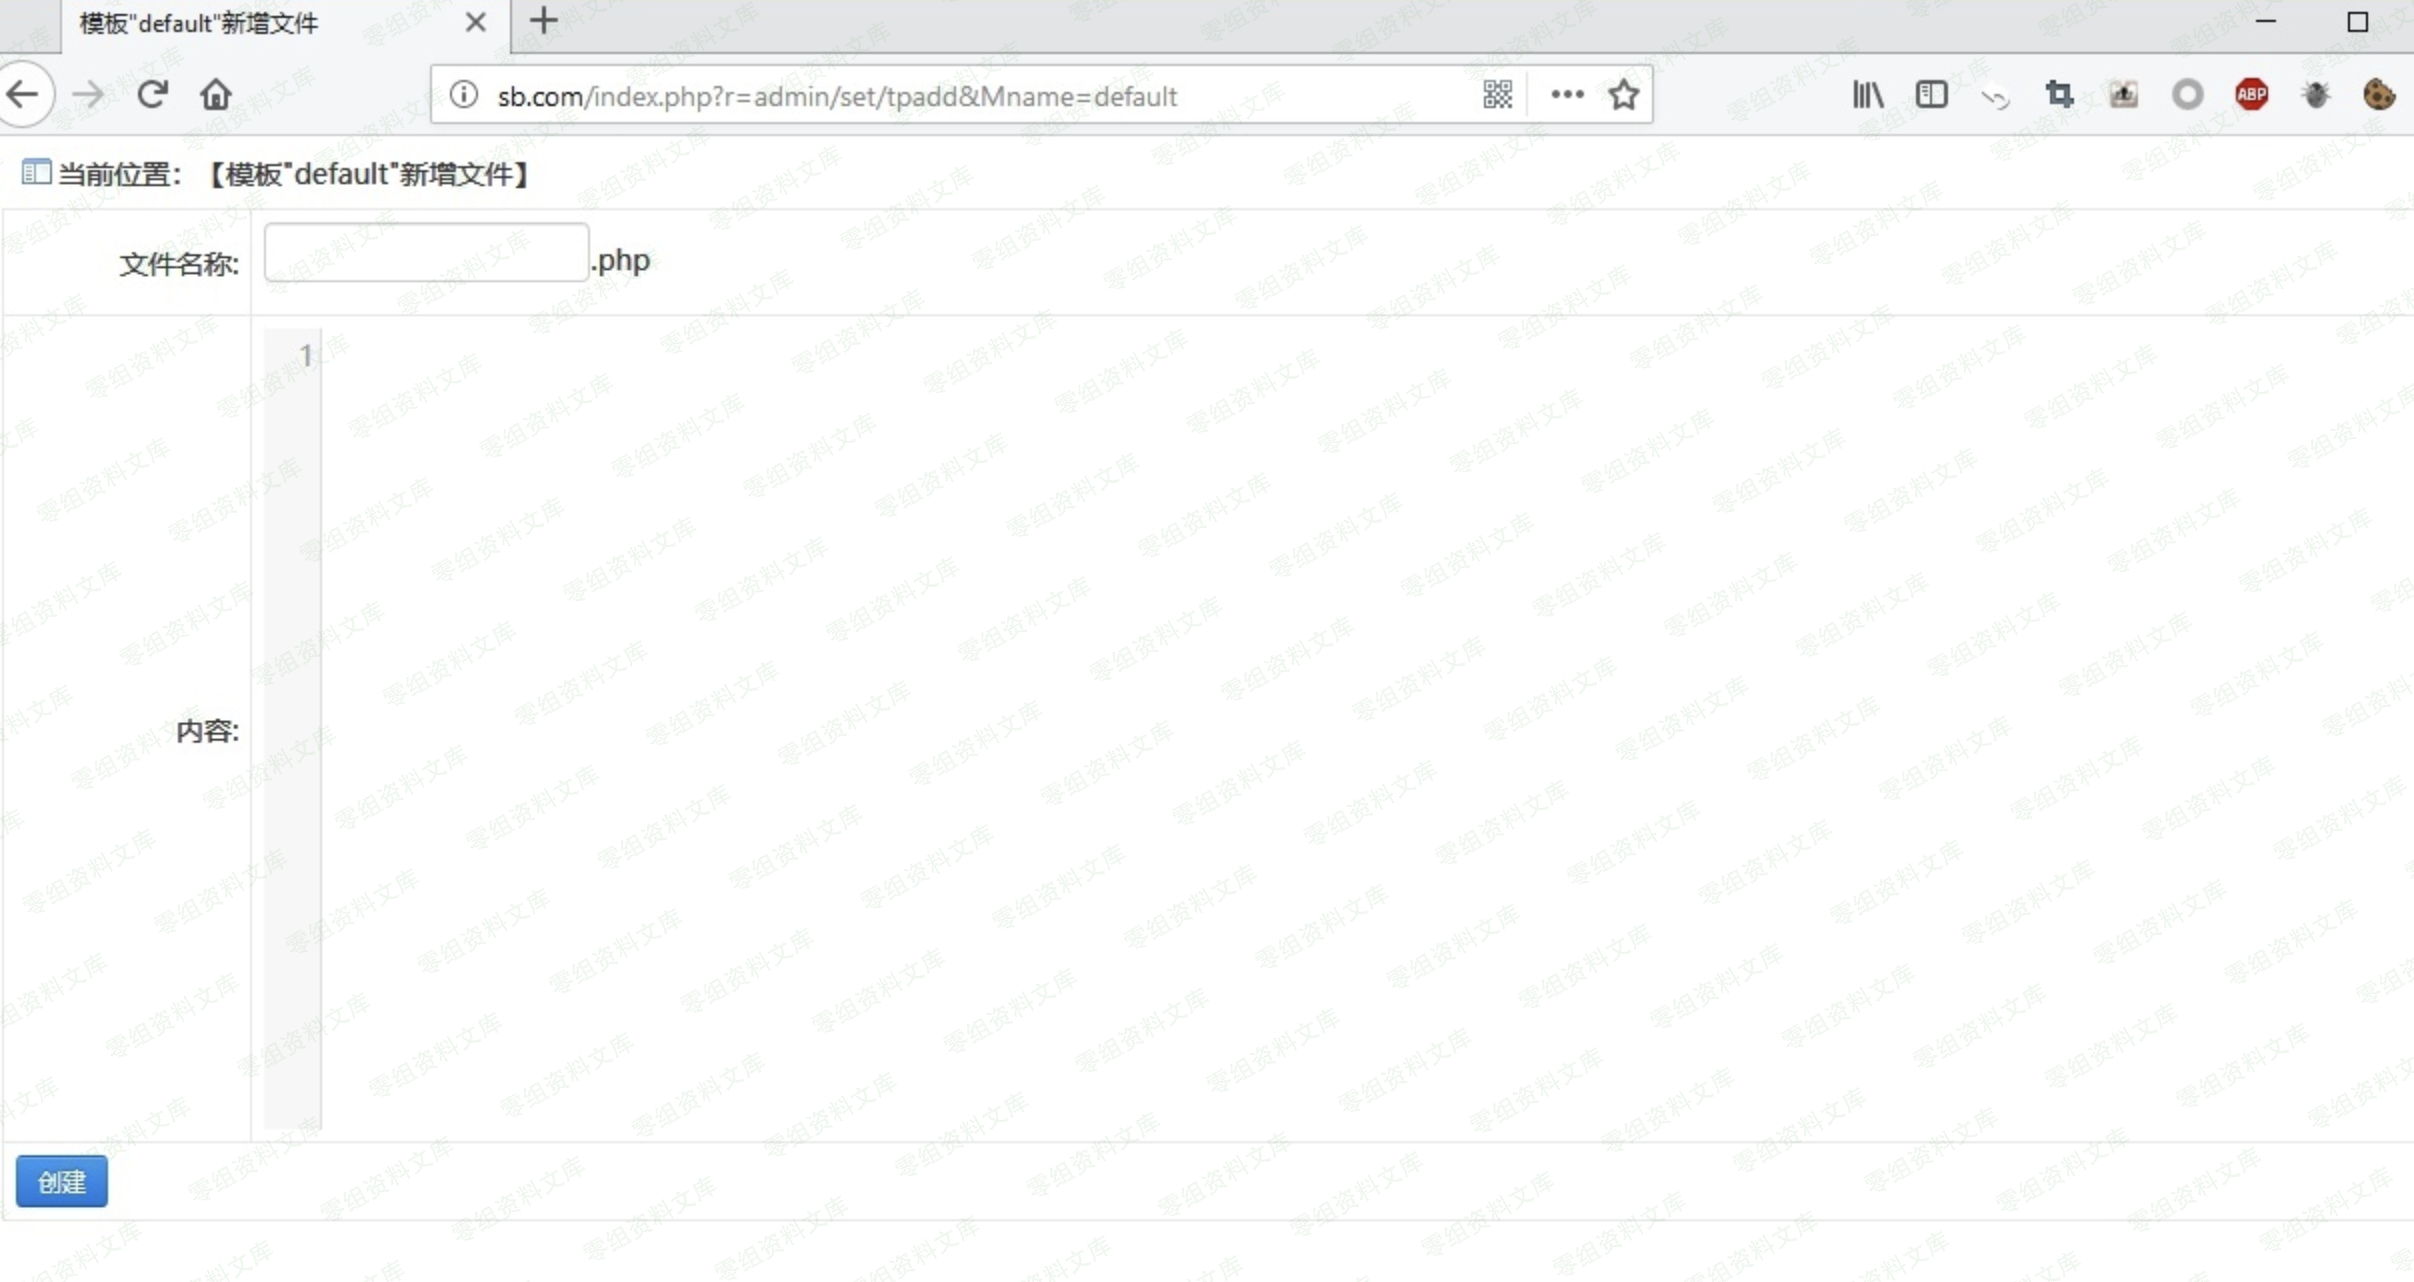 模板"default"新增文件
sb.com/index.php?r=admin/set/tpadd&Mname=default
ABP
当前位置：【模板"default"新增文件】
文件名称:
.php
1
内容:
创建
零组资料文库